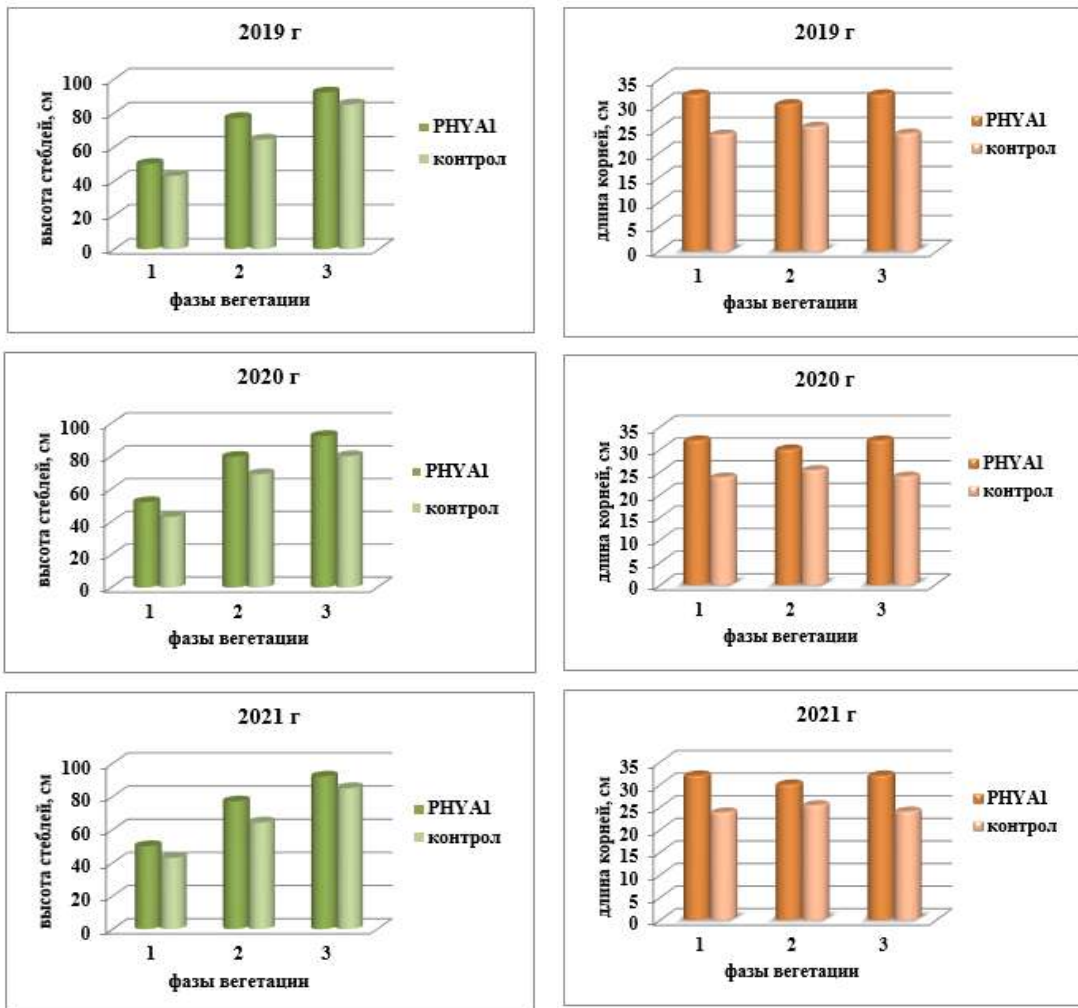 2019 г
высота стеблей, см
100
80
60
40
20
0
1 2 3
фазы вегетации
PHYA1
контрол
2019 г
длина корней, см
35
30
25
20
15
10
5
0
1 2 3
фазы вегетации
PHYA1
контрол
2020 г
высота стеблей, см
100
80
60
40
20
0
1 2 3
фазы вегетации
PHYA1
контрол
2020 г
длина корней, см
35
30
25
20
15
10
5
0
1 2 3
фазы вегетации
PHYA1
контрол
2021 г
высота стеблей, см
100
80
60
40
20
0
1 2 3
фазы вегетации
PHYA1
контрол
2021 г
длина корней, см
35
30
25
20
15
10
5
0
1 2 3
фазы вегетации
PHYA1
контрол